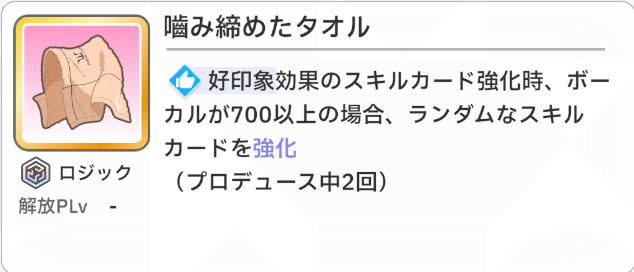 嚙み締めたタオル
好印象効果のスキルカード強化時、ボー
カルが700以上の場合、ランダムなスキル
カードを強化
（プロデュース中2回）
ロジック
解放PLv -